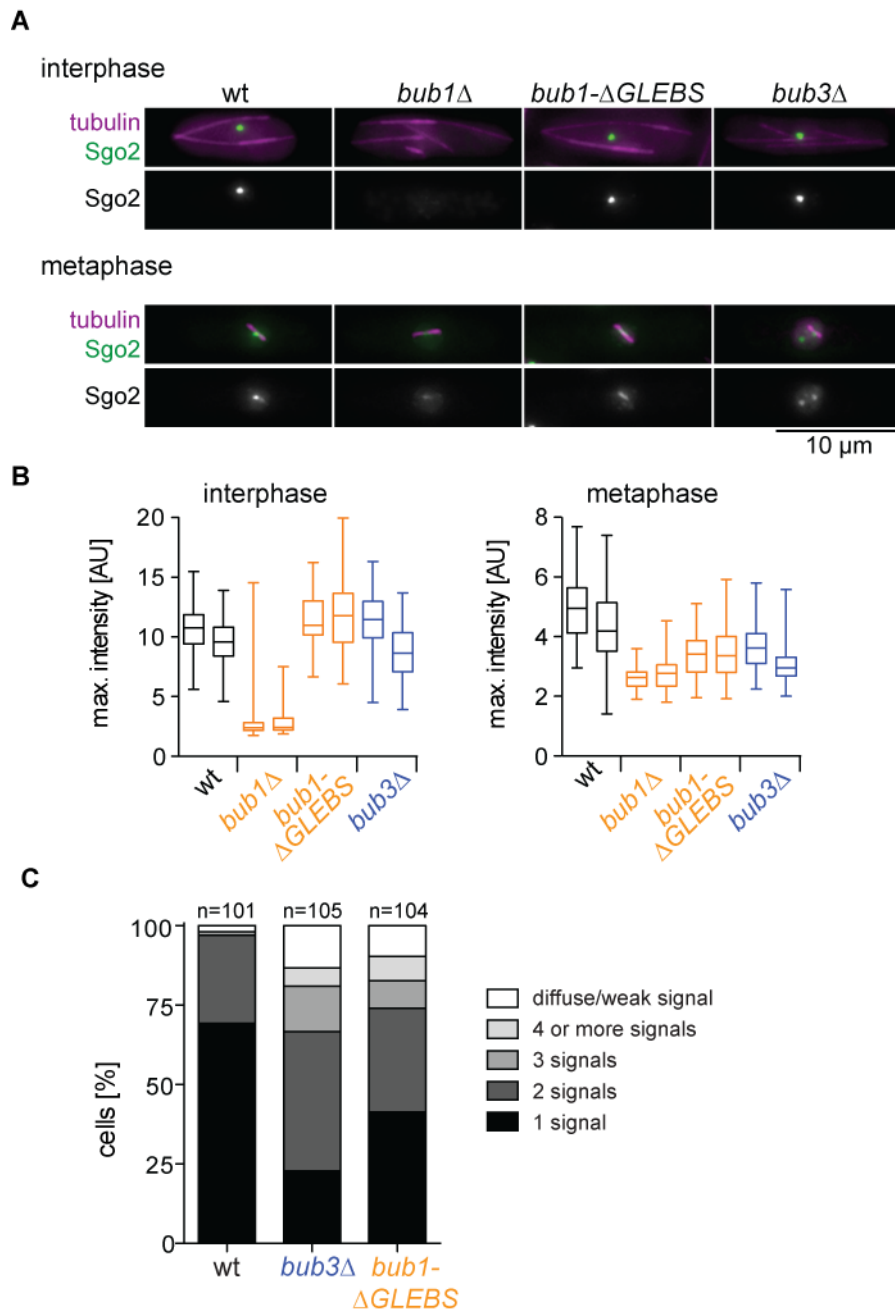 A
interphase
wt bub1Δ bub1-ΔGLEBS bub3Δ
tubulin
Sgo2
Sgo2
metaphase
tubulin
Sgo2
Sgo2
10 µm
B
interphase
max. intensity [AU]
20
15
10
5
0
wt
bub1Δ
bub1-
ΔGLEBS
bub3Δ
metaphase
max. intensity [AU]
8
6
4
2
0
wt
bub1Δ
bub1-
ΔGLEBS
bub3Δ
C
n=101 n=105 n=104
cells [%]
100
75
50
25
0
wt bub3Δ bub1-
ΔGLEBS
diffuse/weak signal
4 or more signals
3 signals
2 signals
1 signal